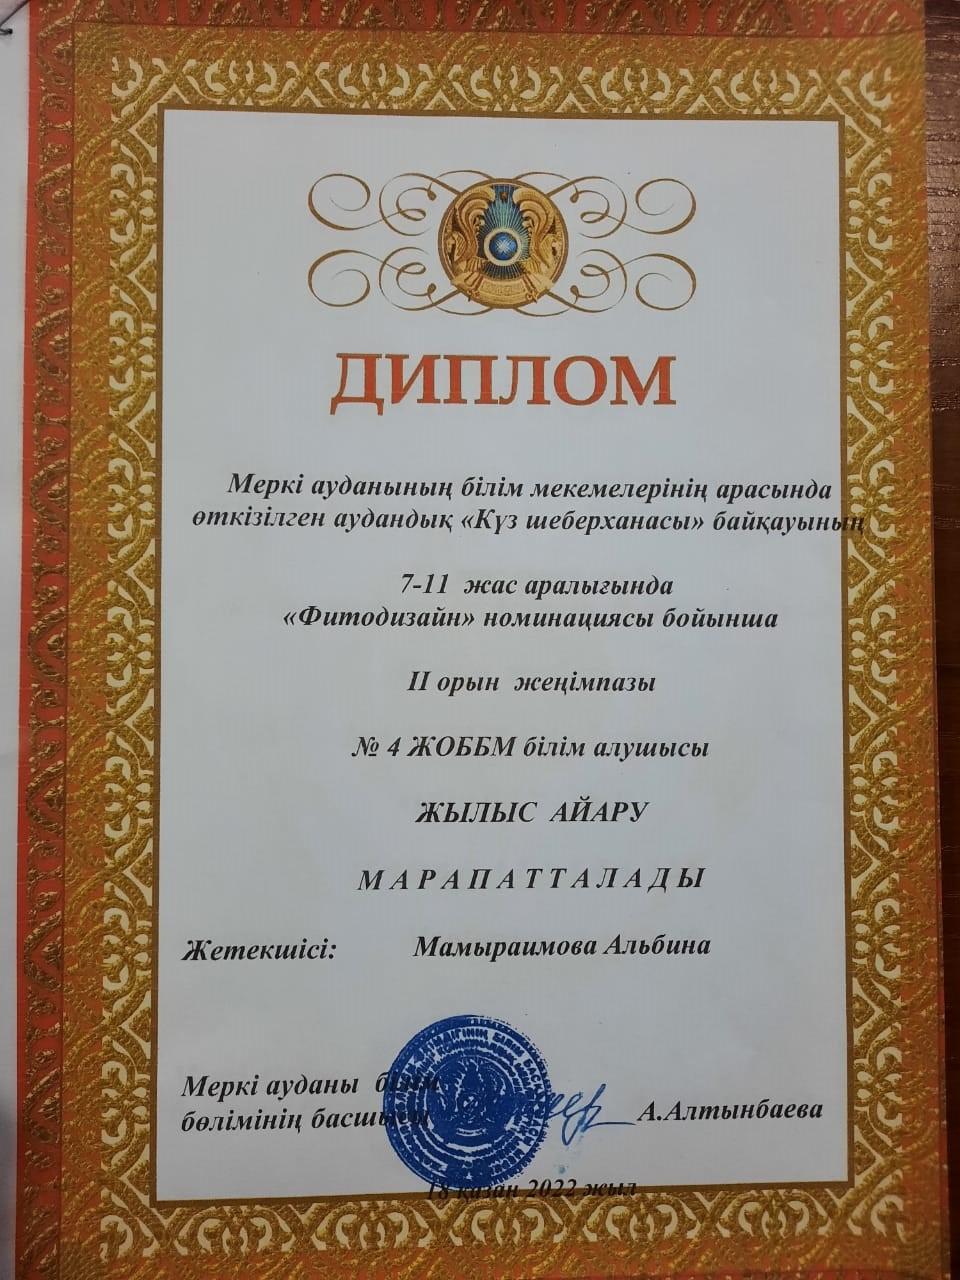 ДИПЛОМ
Меркі ауданының білім мекемелерінің арасында
өткізілген аудандық «Күз шеберханасы» байқауының
7-11 жас аралығында
«Фитодизайн» номинациясы бойынша
ІІ орын жеңімпазы
№ 4 ЖОББМ білім алушысы
ЖЫЛЫС АЙАРУ
МАРАПАТТАЛАДЫ
Жетекшісі: Мамыраимова Альбина
Меркі ауданы білім
бөлімінің басшысы А.Алтынбаева
18 қазан 2022 жыл